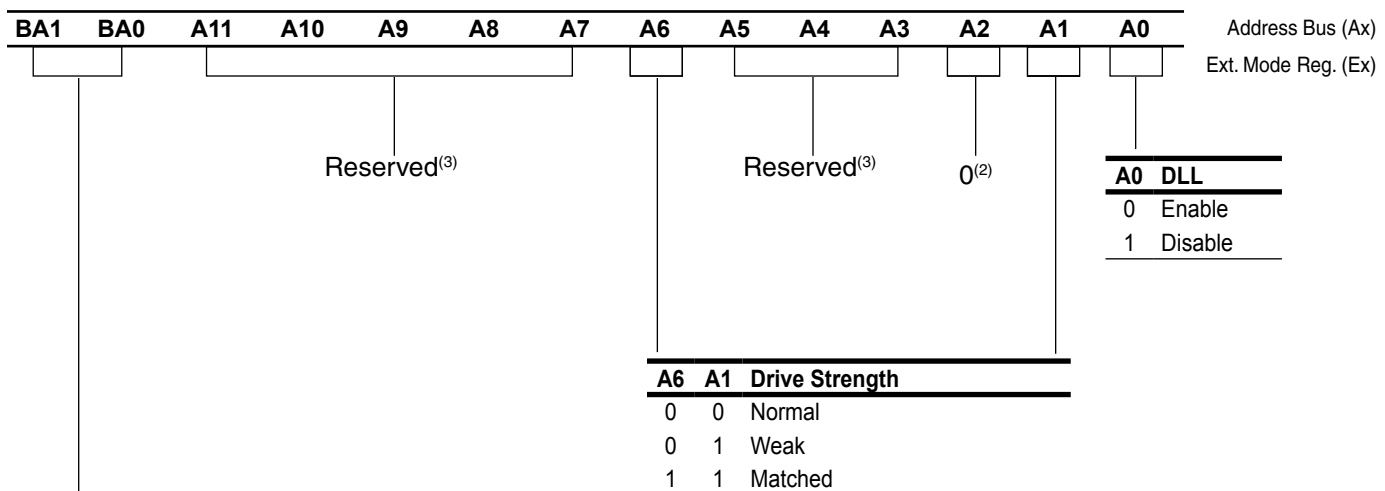 BA1 BA0 A11 A10 A9 A8 A7 A6 A5 A4 A3 A2 A1 A0 Address Bus (Ax)
Ext. Mode Reg. (Ex)
Reserved(3) Reserved(3) 0(2)
A0 DLL
0 Enable
1 Disable
A6 A1 Drive Strength
0 0 Normal
0 1 Weak
1 1 Matched